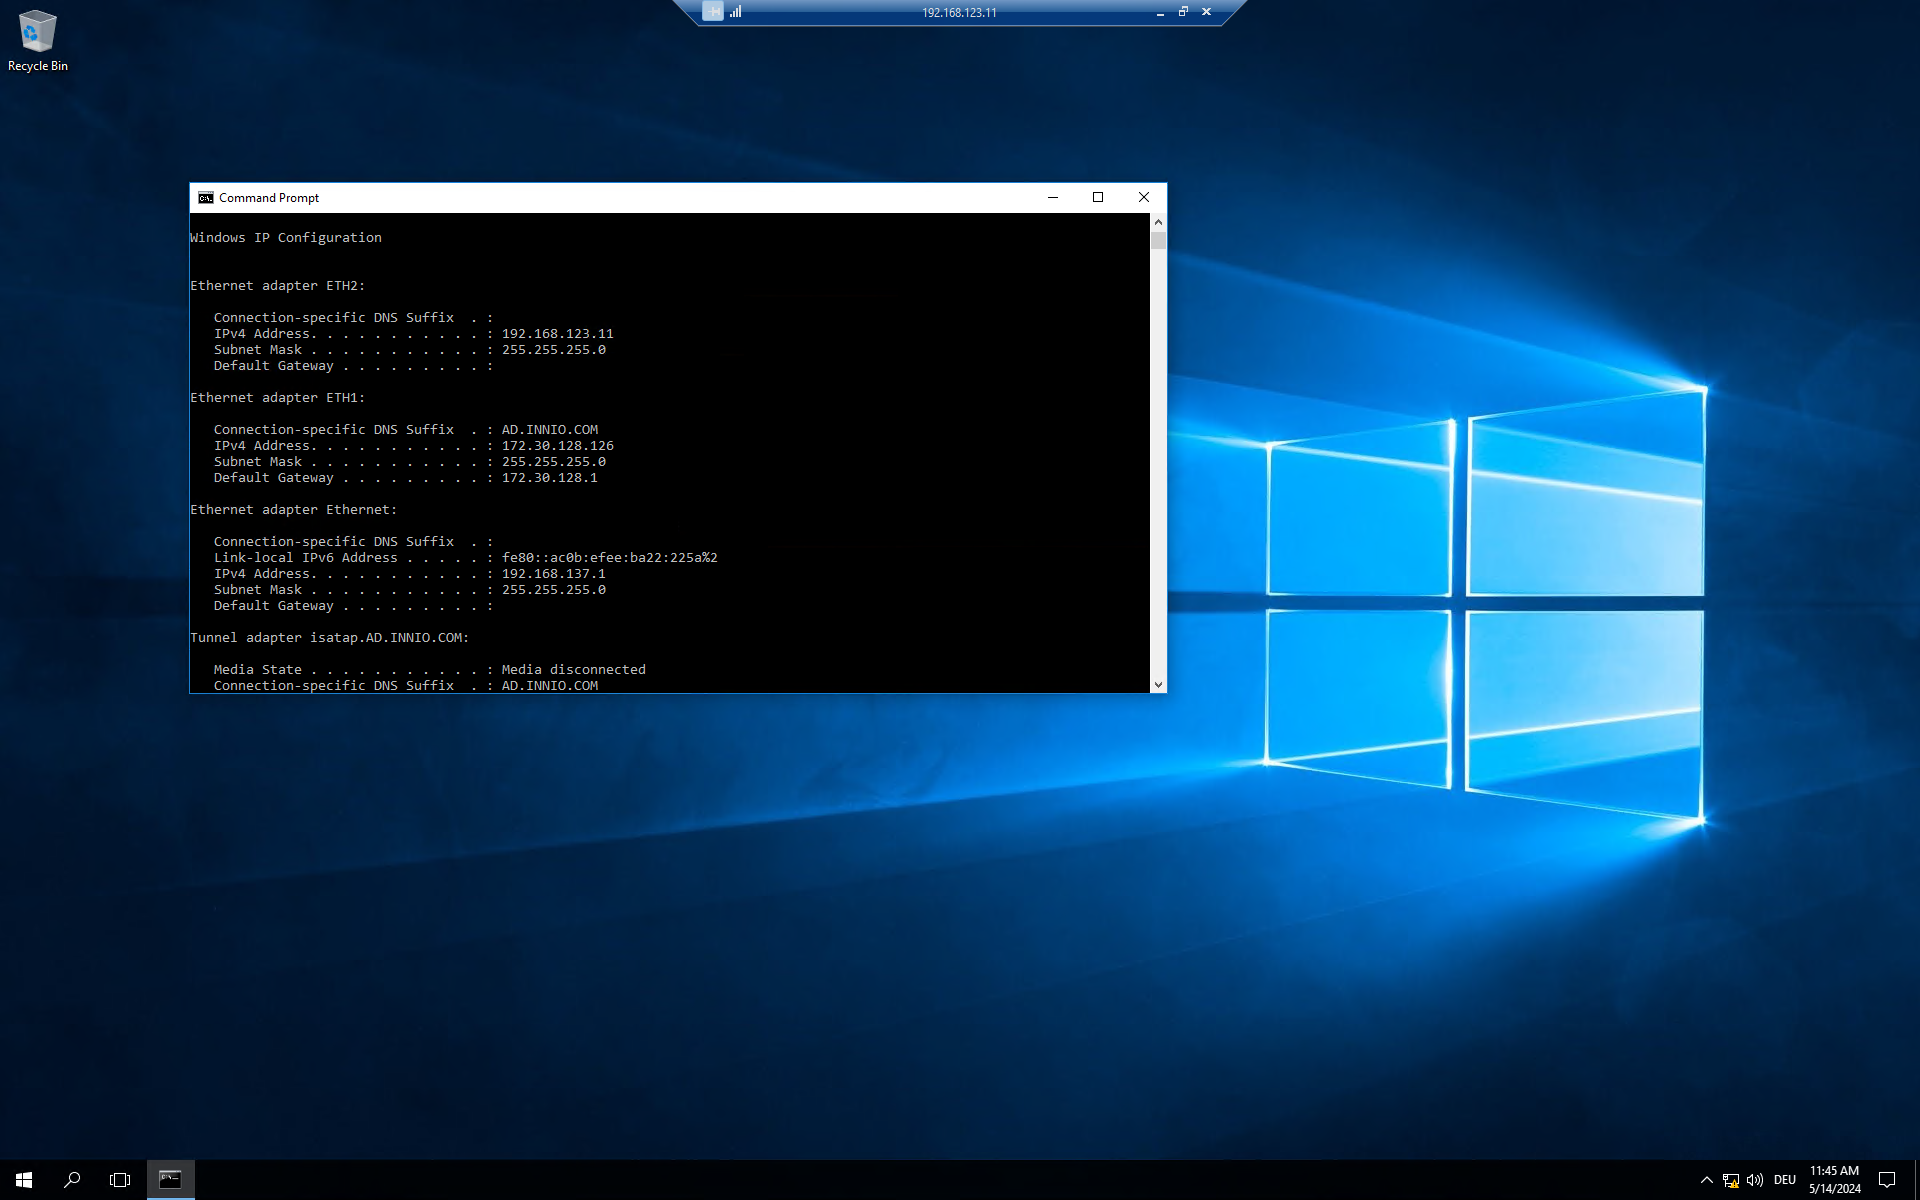 192.168.123.11
Recycle Bin
Command Prompt
Windows IP Configuration
Ethernet adapter ETH2:
Connection-specific DNS Suffix  . :
IPv4 Address. . . . . . . . . . . : 192.168.123.11
Subnet Mask . . . . . . . . . . . : 255.255.255.0
Default Gateway . . . . . . . . . :
Ethernet adapter ETH1:
Connection-specific DNS Suffix  . : AD.INNIO.COM
IPv4 Address. . . . . . . . . . . : 172.30.128.126
Subnet Mask . . . . . . . . . . . : 255.255.255.0
Default Gateway . . . . . . . . . : 172.30.128.1
Ethernet adapter Ethernet:
Connection-specific DNS Suffix  . :
Link-local IPv6 Address . . . . . : fe80::ac0b:efee:ba22:225a%2
IPv4 Address. . . . . . . . . . . : 192.168.137.1
Subnet Mask . . . . . . . . . . . : 255.255.255.0
Default Gateway . . . . . . . . . :
Tunnel adapter isatap.AD.INNIO.COM:
Media State . . . . . . . . . . . : Media disconnected
Connection-specific DNS Suffix  . : AD.INNIO.COM
DEU
11:45 AM
5/14/2024